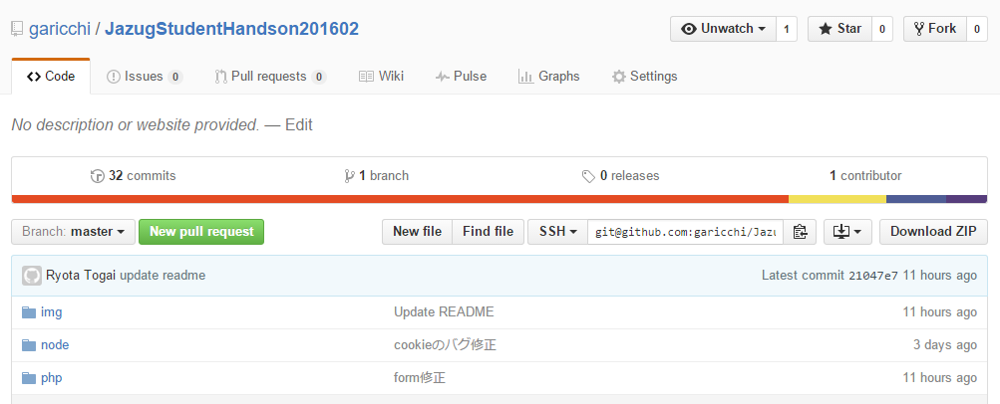 garicchi / JazugStudentHandson201602 Unwatch 1 Star 0 Fork 0
Code Issues 0 Pull requests 0 Wiki Pulse Graphs Settings
No description or website provided. — Edit
32 commits 1 branch 0 releases 1 contributor
Branch: master New pull request New file Find file SSH git@github.com:garicchi/Jazu Download ZIP
Ryota Togai update readme Latest commit 21047e7 11 hours ago
img Update README 11 hours ago
node cookieのバグ修正 3 days ago
php form修正 11 hours ago